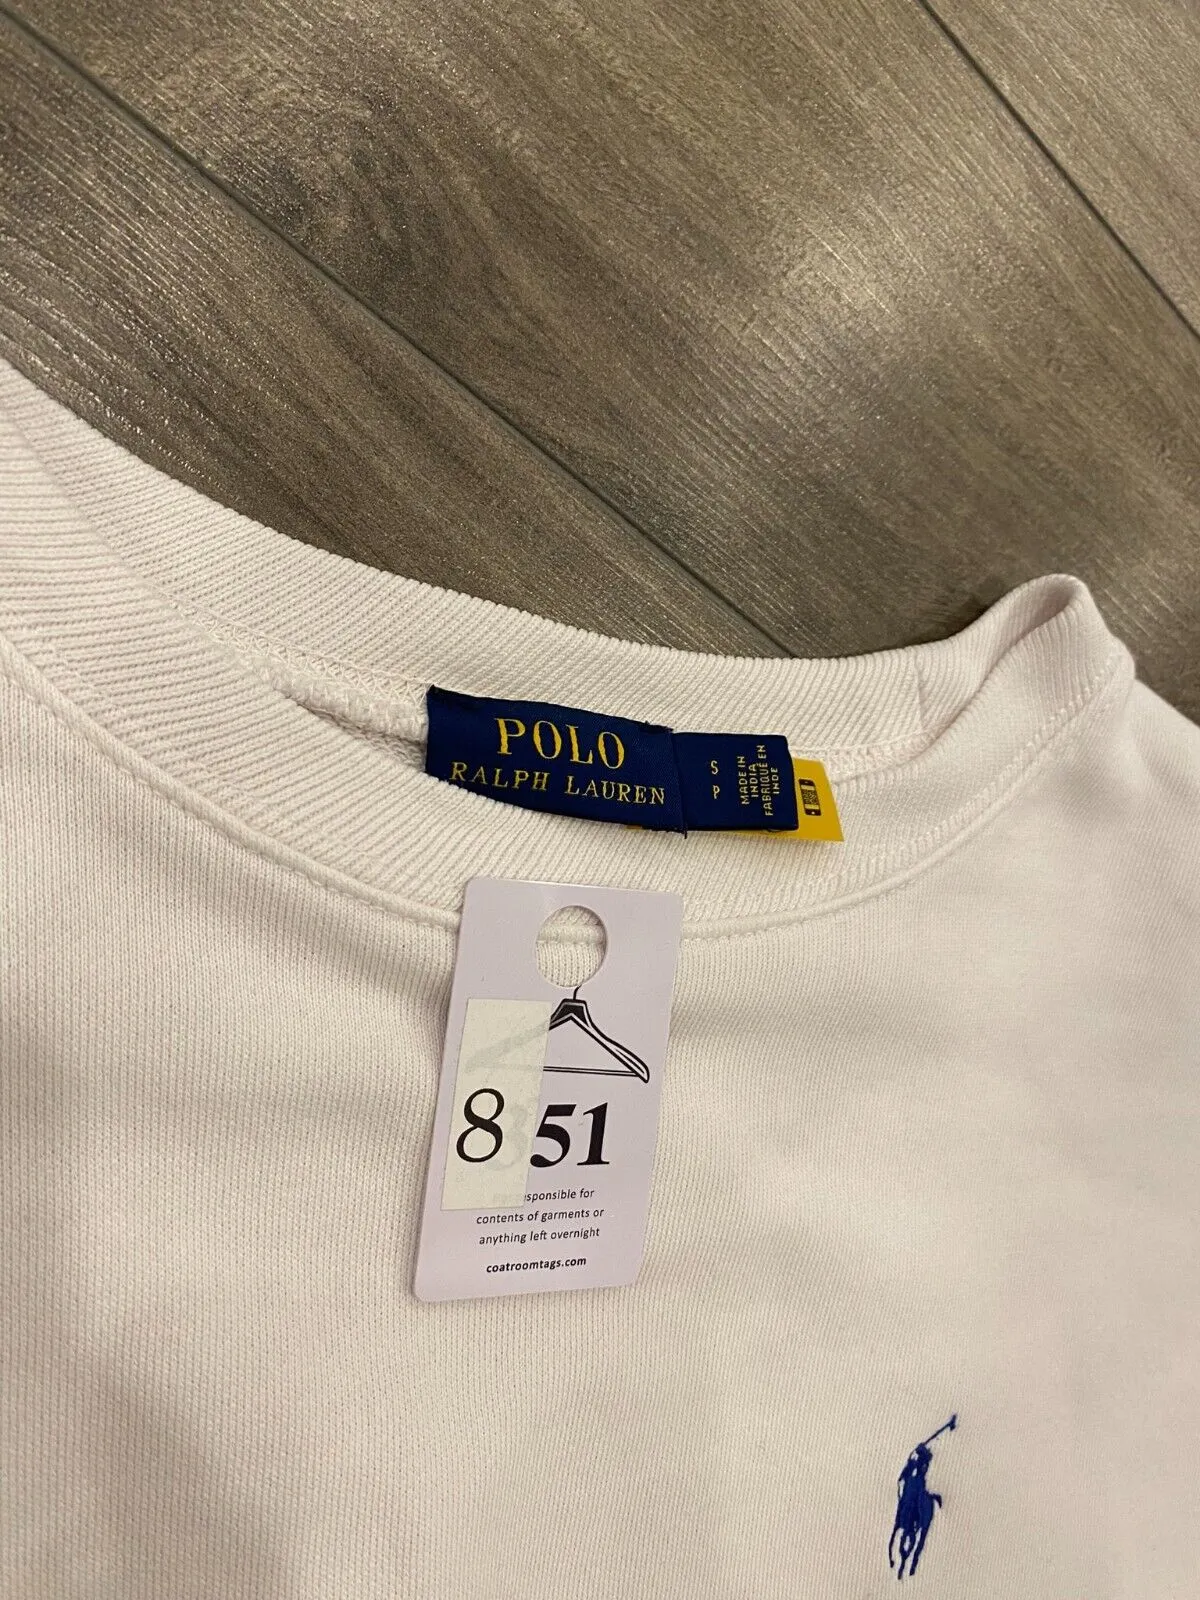 POLO
RALPH LAUREN
S
P
MADE IN
INDIA
FABRIQUÉ EN
INDE
8 51
responsible for
contents of garments or
anything left overnight
coatroomtags.com